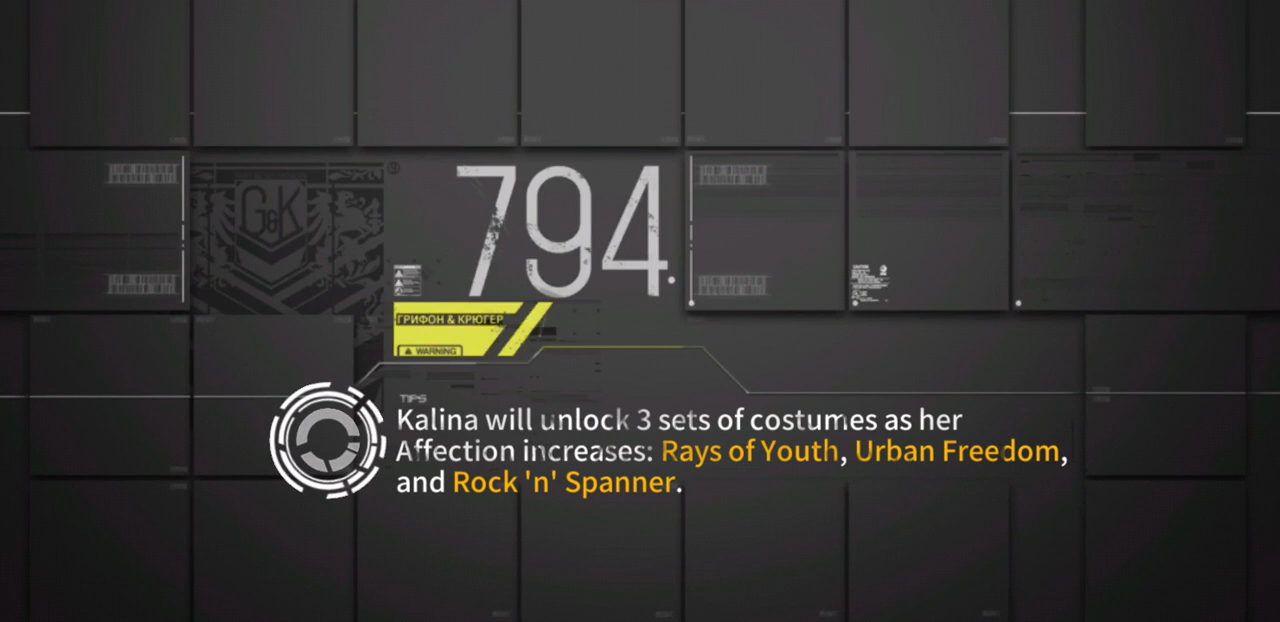 G&K
794.
ГРИФОН & КРЮГЕР
WARNING
TIPS
Kalina will unlock 3 sets of costumes as her
Affection increases: Rays of Youth, Urban Freedom,
and Rock 'n' Spanner.